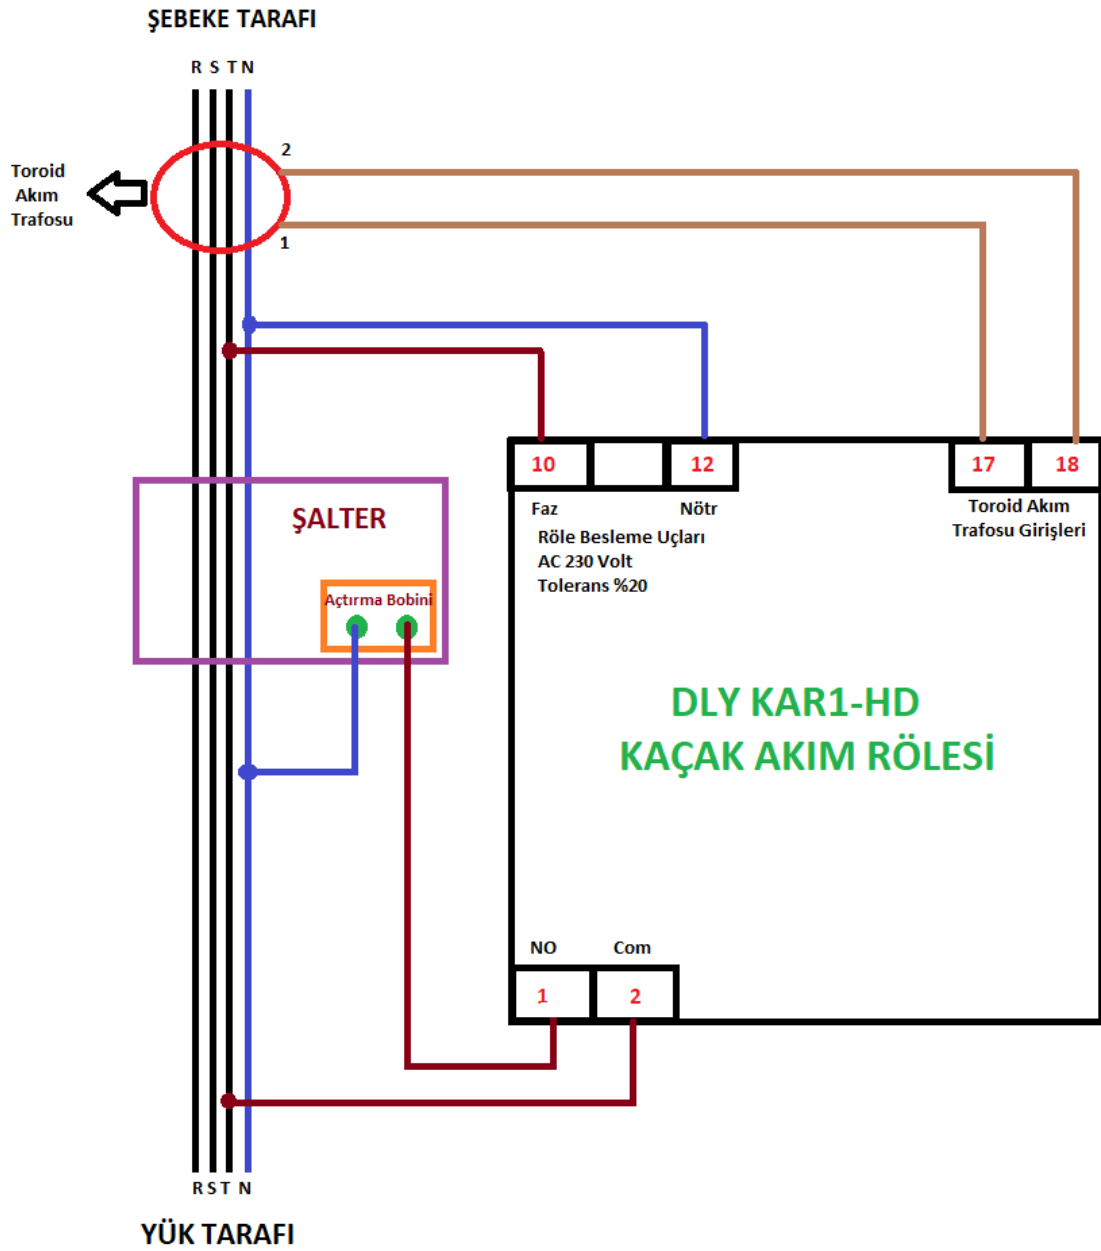 ŞEBEKE TARAFI
R S T N
2
Toroid
Akım
Trafosu
1
10
12
17
18
Faz
Nötr
Toroid Akım
Trafosu Girişleri
Röle Besleme Uçları
AC 230 Volt
Tolerans %20
ŞALTER
Açtırma Bobini
DLY KAR1-HD
KAÇAK AKIM RÖLESİ
NO
Com
1
2
R S T N
YÜK TARAFI